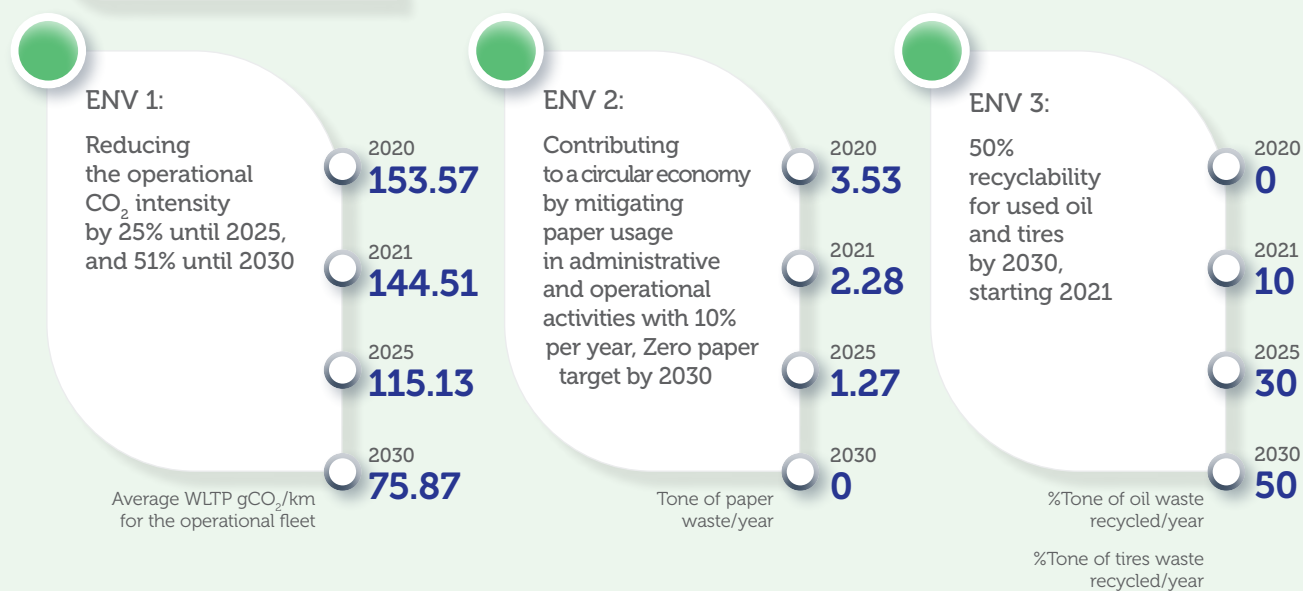 ENV 1:
Reducing
the operational
CO₂ intensity
by 25% until 2025,
and 51% until 2030
2020
153.57
2021
144.51
2025
115.13
2030
75.87
Average WLTP gCO₂/km
for the operational fleet
ENV 2:
Contributing
to a circular economy
by mitigating
paper usage
in administrative
and operational
activities with 10%
per year, Zero paper
target by 2030
2020
3.53
2021
2.28
2025
1.27
2030
0
Tone of paper
waste/year
ENV 3:
50%
recyclability
for used oil
and tires
by 2030,
starting 2021
2020
0
2021
10
2025
30
2030
50
%Tone of oil waste
recycled/year
%Tone of tires waste
recycled/year